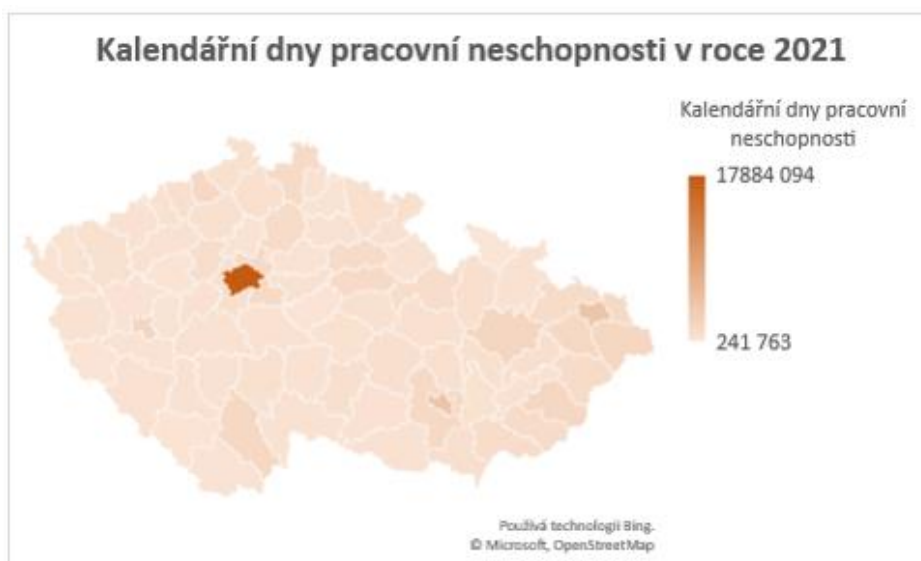 Kalendářní dny pracovní neschopnosti v roce 2021
Kalendářní dny pracovní
neschopnosti
17884 094
241 763
Používá technologii Bing.
© Microsoft, OpenStreetMap